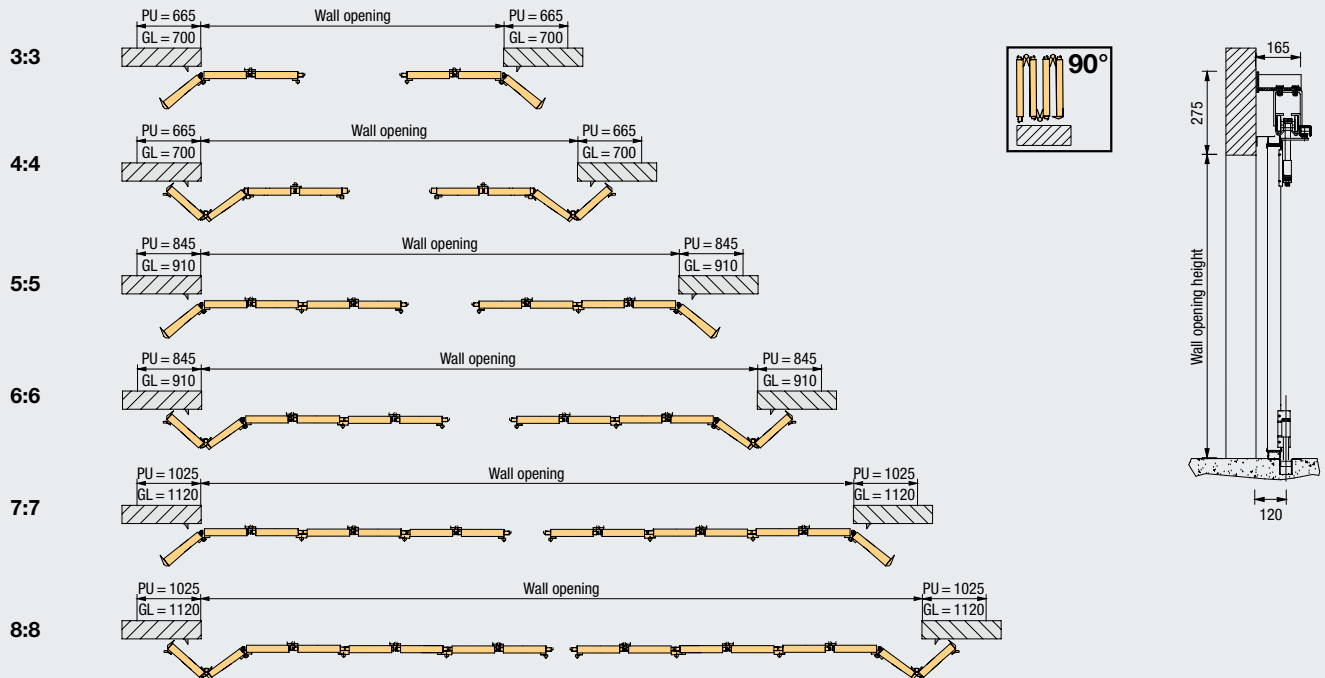 PU = 665 Wall opening PU = 665
3:3 GL = 700 GL = 700
PU = 665 Wall opening PU = 665
4:4 GL = 700 GL = 700
PU = 845 Wall opening PU = 845
5:5 GL = 910 GL = 910
PU = 845 Wall opening PU = 845
6:6 GL = 910 GL = 910
PU = 1025 Wall opening PU = 1025
7:7 GL = 1120 GL = 1120
PU = 1025 Wall opening PU = 1025
8:8 GL = 1120 GL = 1120
90°
165
275
Wall opening height
120